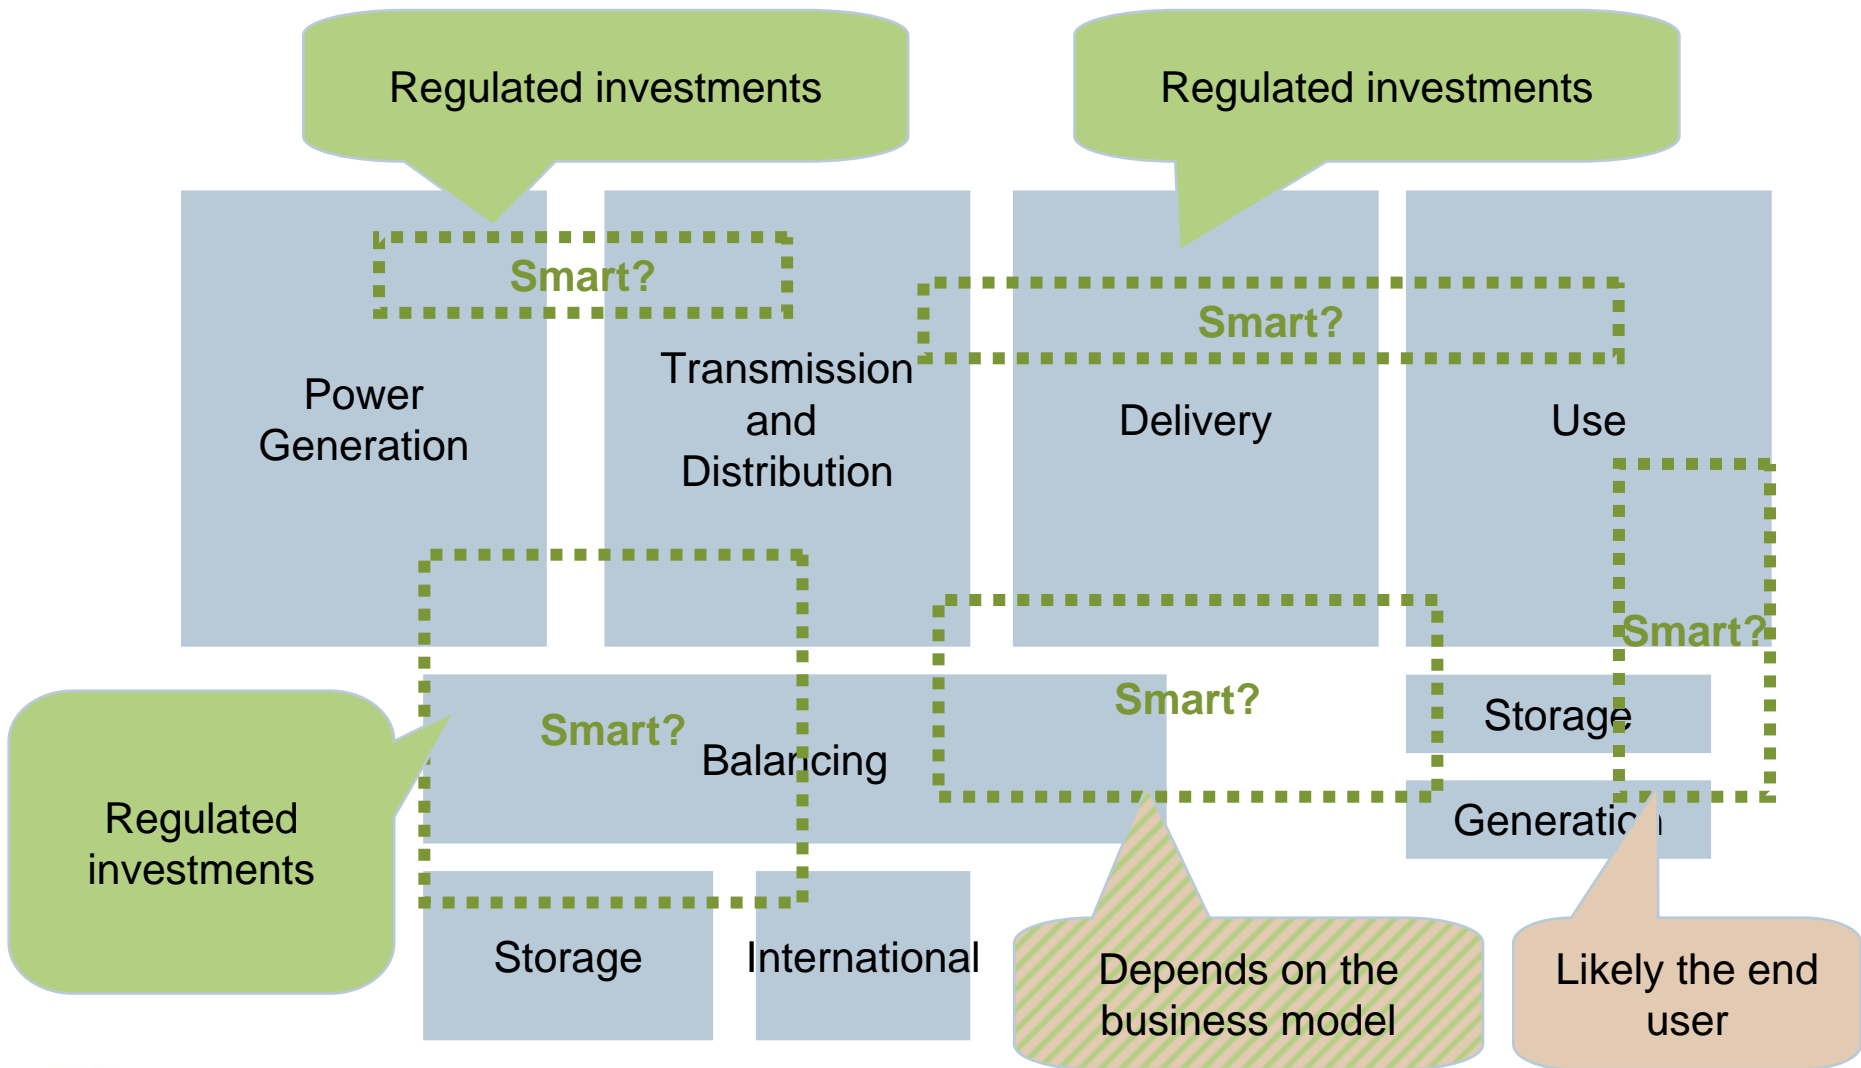 Regulated investments
Regulated investments
Smart?
Smart?
Power
Generation
Transmission
and
Distribution
Delivery
Use
Smart?
Smart?
Smart?
Balancing
Storage
Generation
Regulated
investments
Storage
International
Depends on the
business model
Likely the end
user